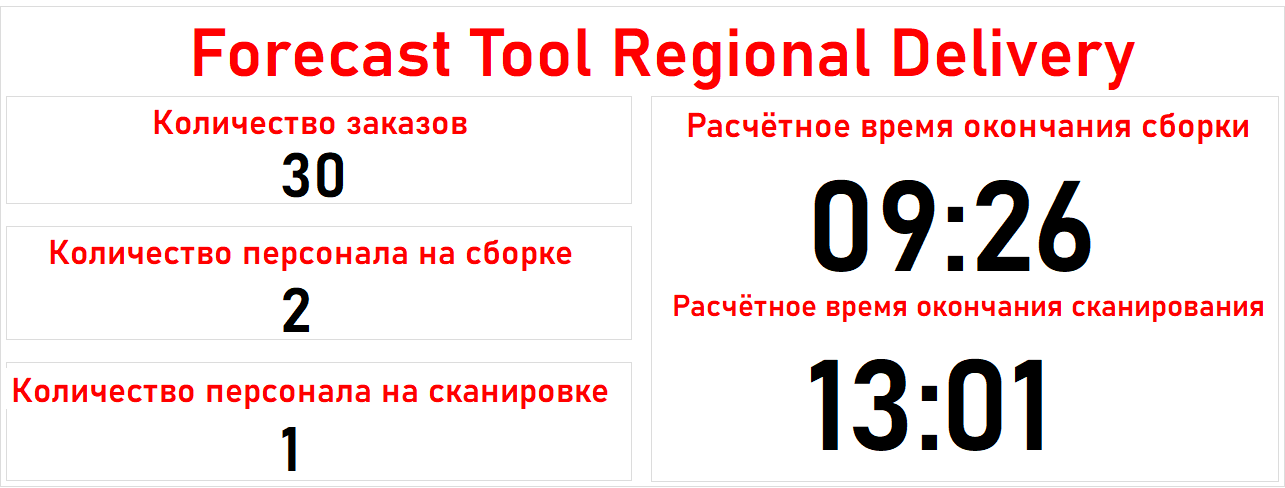 Forecast Tool Regional Delivery
Количество заказов
30
Количество персонала на сборке
2
Количество персонала на сканировке
1
Расчётное время окончания сборки
09:26
Расчётное время окончания сканирования
13:01